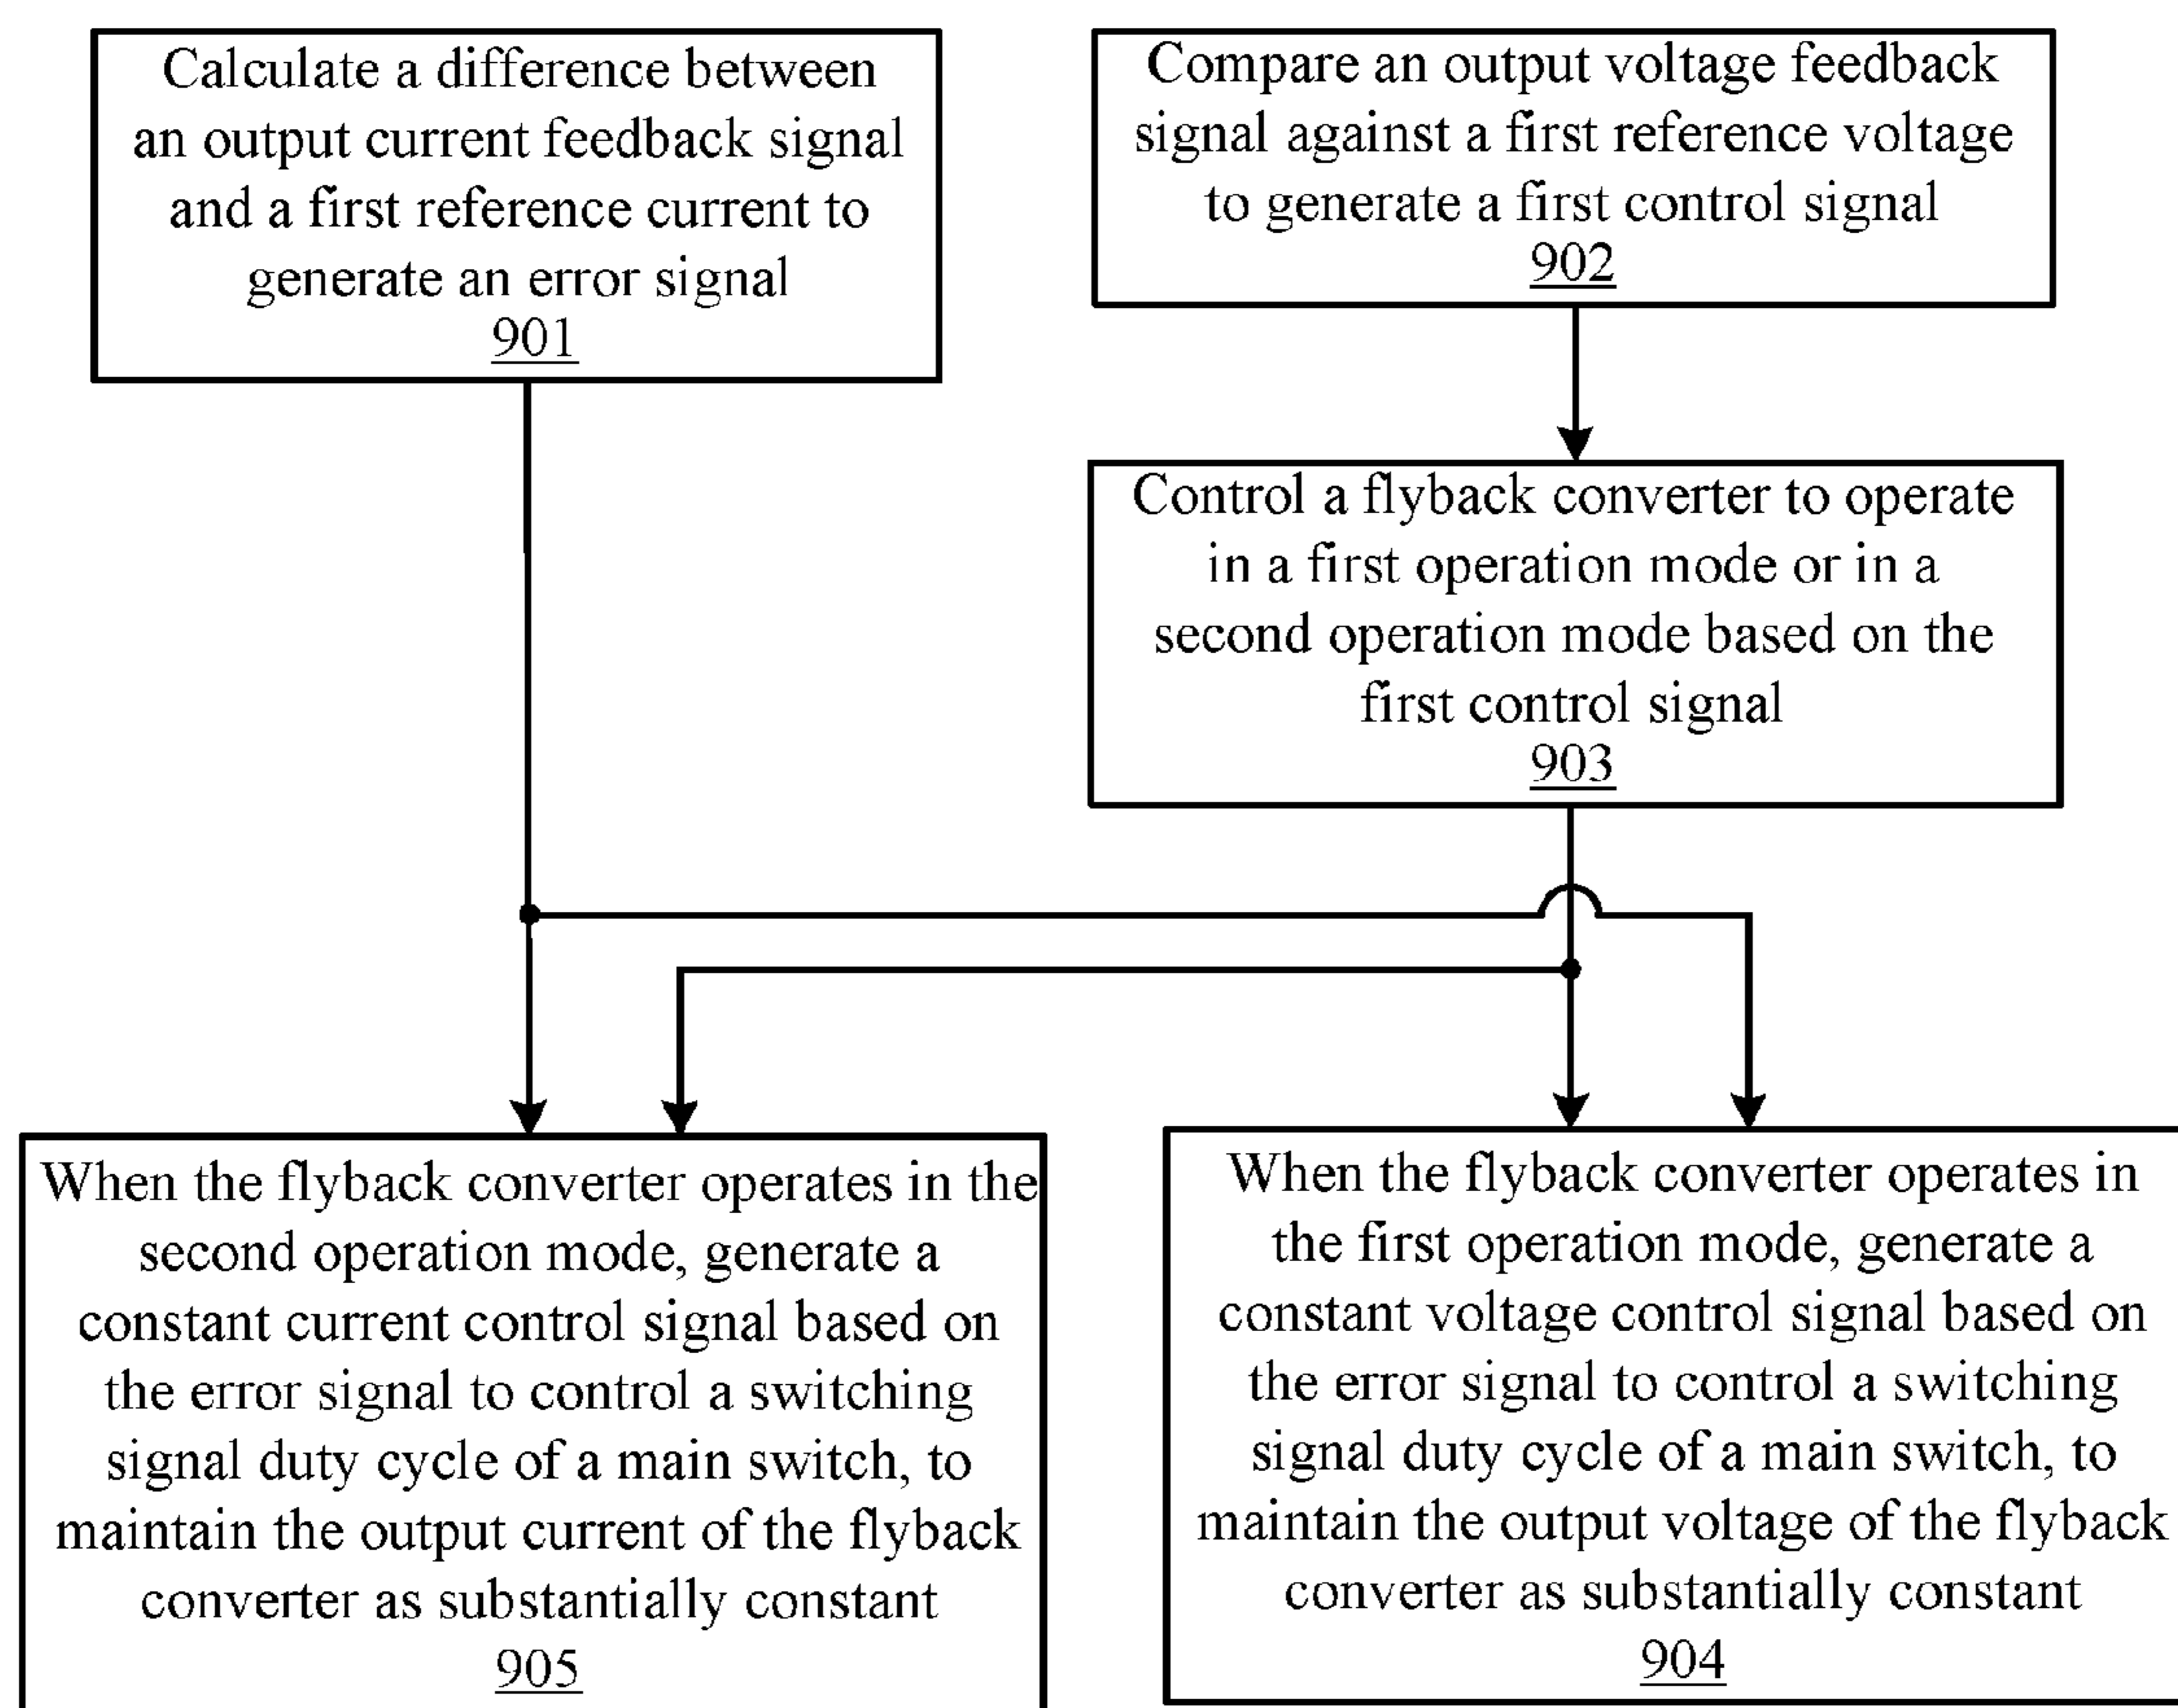 Calculate a difference between
an output current feedback signal
and a first reference current to
generate an error signal
901
Compare an output voltage feedback
signal against a first reference voltage
to generate a first control signal
902
Control a flyback converter to operate
in a first operation mode or in a
second operation mode based on the
first control signal
903
When the flyback converter operates in the
second operation mode, generate a
constant current control signal based on
the error signal to control a switching
signal duty cycle of a main switch, to
maintain the output current of the flyback
converter as substantially constant
905
When the flyback converter operates in
the first operation mode, generate a
constant voltage control signal based on
the error signal to control a switching
signal duty cycle of a main switch, to
maintain the output voltage of the flyback
converter as substantially constant
904